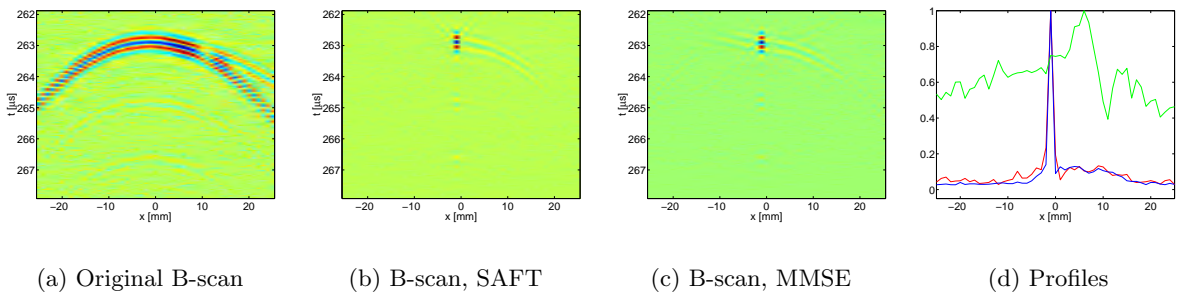 262
263
264
265
266
267
t [µs]
−20 −10 0 10 20
x [mm]
(a) Original B-scan
262
263
264
265
266
267
t [µs]
−20 −10 0 10 20
x [mm]
(b) B-scan, SAFT
262
263
264
265
266
267
t [µs]
−20 −10 0 10 20
x [mm]
(c) B-scan, MMSE
1
0.8
0.6
0.4
0.2
0
−20 −10 0 10 20
x [mm]
(d) Profiles